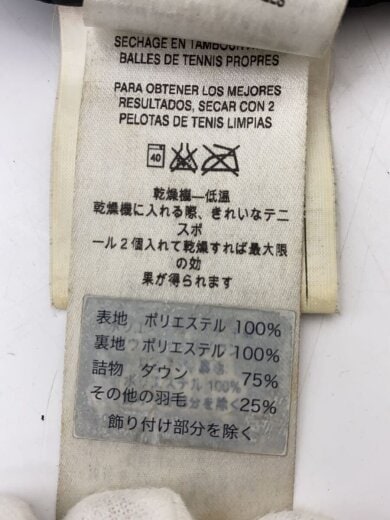 SECHAGE EN TAMBOUR
BALLES DE TENNIS PROPRES
PARA OBTENER LOS MEJORES
RESULTADOS, SECAR CON 2
PELOTAS DE TENIS LIMPIAS
40
乾燥機—低温
乾燥機に入れる際、きれいなテニ
スボ
ール2個入れて乾燥すれば最大限
の効
果が得られます
表地 ポリエステル 100%
裏地 ポリエステル 100%
詰物 ダウン 75%
その他の羽毛 25%
飾り付け部分を除く